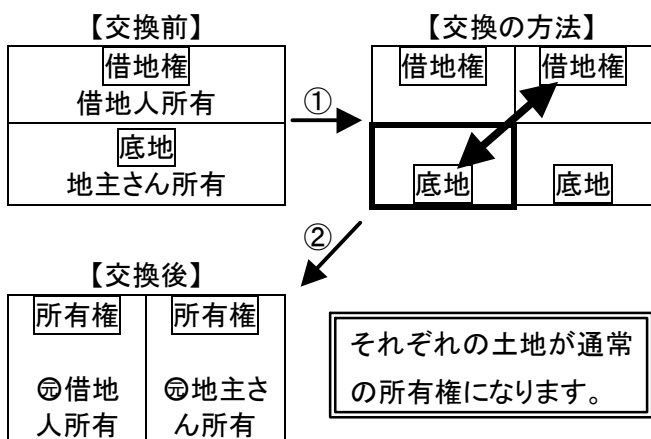 【交換前】
借地権
借地人所有
底地
地主さん所有
①
【交換の方法】
借地権
借地権
底地
底地
②
【交換後】
所有権
㊒借地
人所有
所有権
㊒地主さ
ん所有
それぞれの土地が通常
の所有権になります。